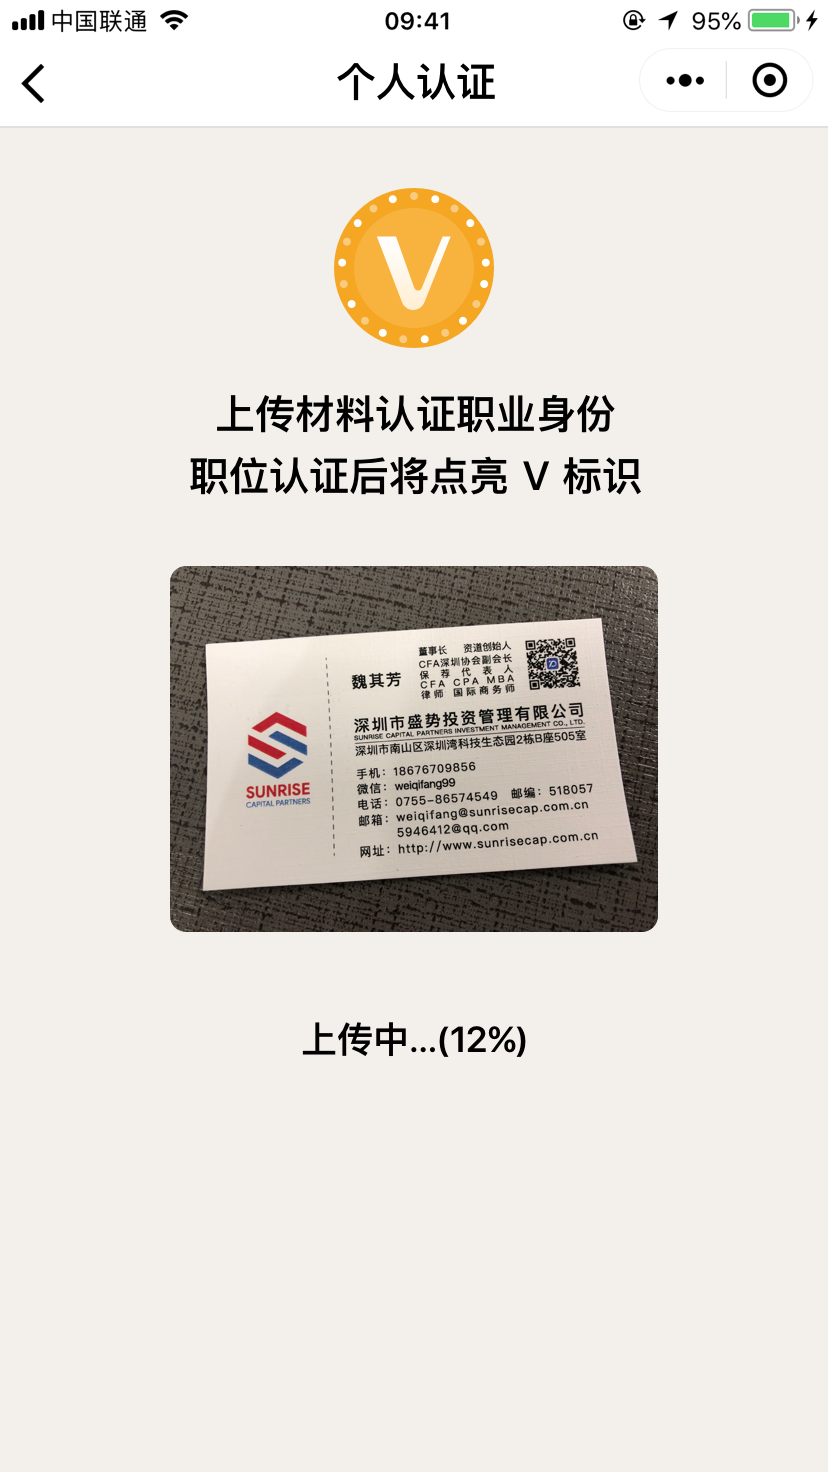 中国联通
09:41
95%
个人认证
V
上传材料认证职业身份
职位认证后将点亮 V 标识
魏其芳
董事长 资道创始人
CFA深圳协会副会长
保荐代表人
CFA CPA MBA
律师 国际商务师
深圳市盛势投资管理有限公司
SUNRISE CAPITAL PARTNERS INVESTMENT MANAGEMENT CO., LTD.
深圳市南山区深圳湾科技生态园2栋B座505室
SUNRISE
CAPITAL PARTNERS
手机：18676709856
微信：weiqifang99
电话：0755-86574549 邮编：518057
邮箱：weiqifang@sunrisecap.com.cn
5946412@qq.com
网址：http://www.sunrisecap.com.cn
上传中...(12%)